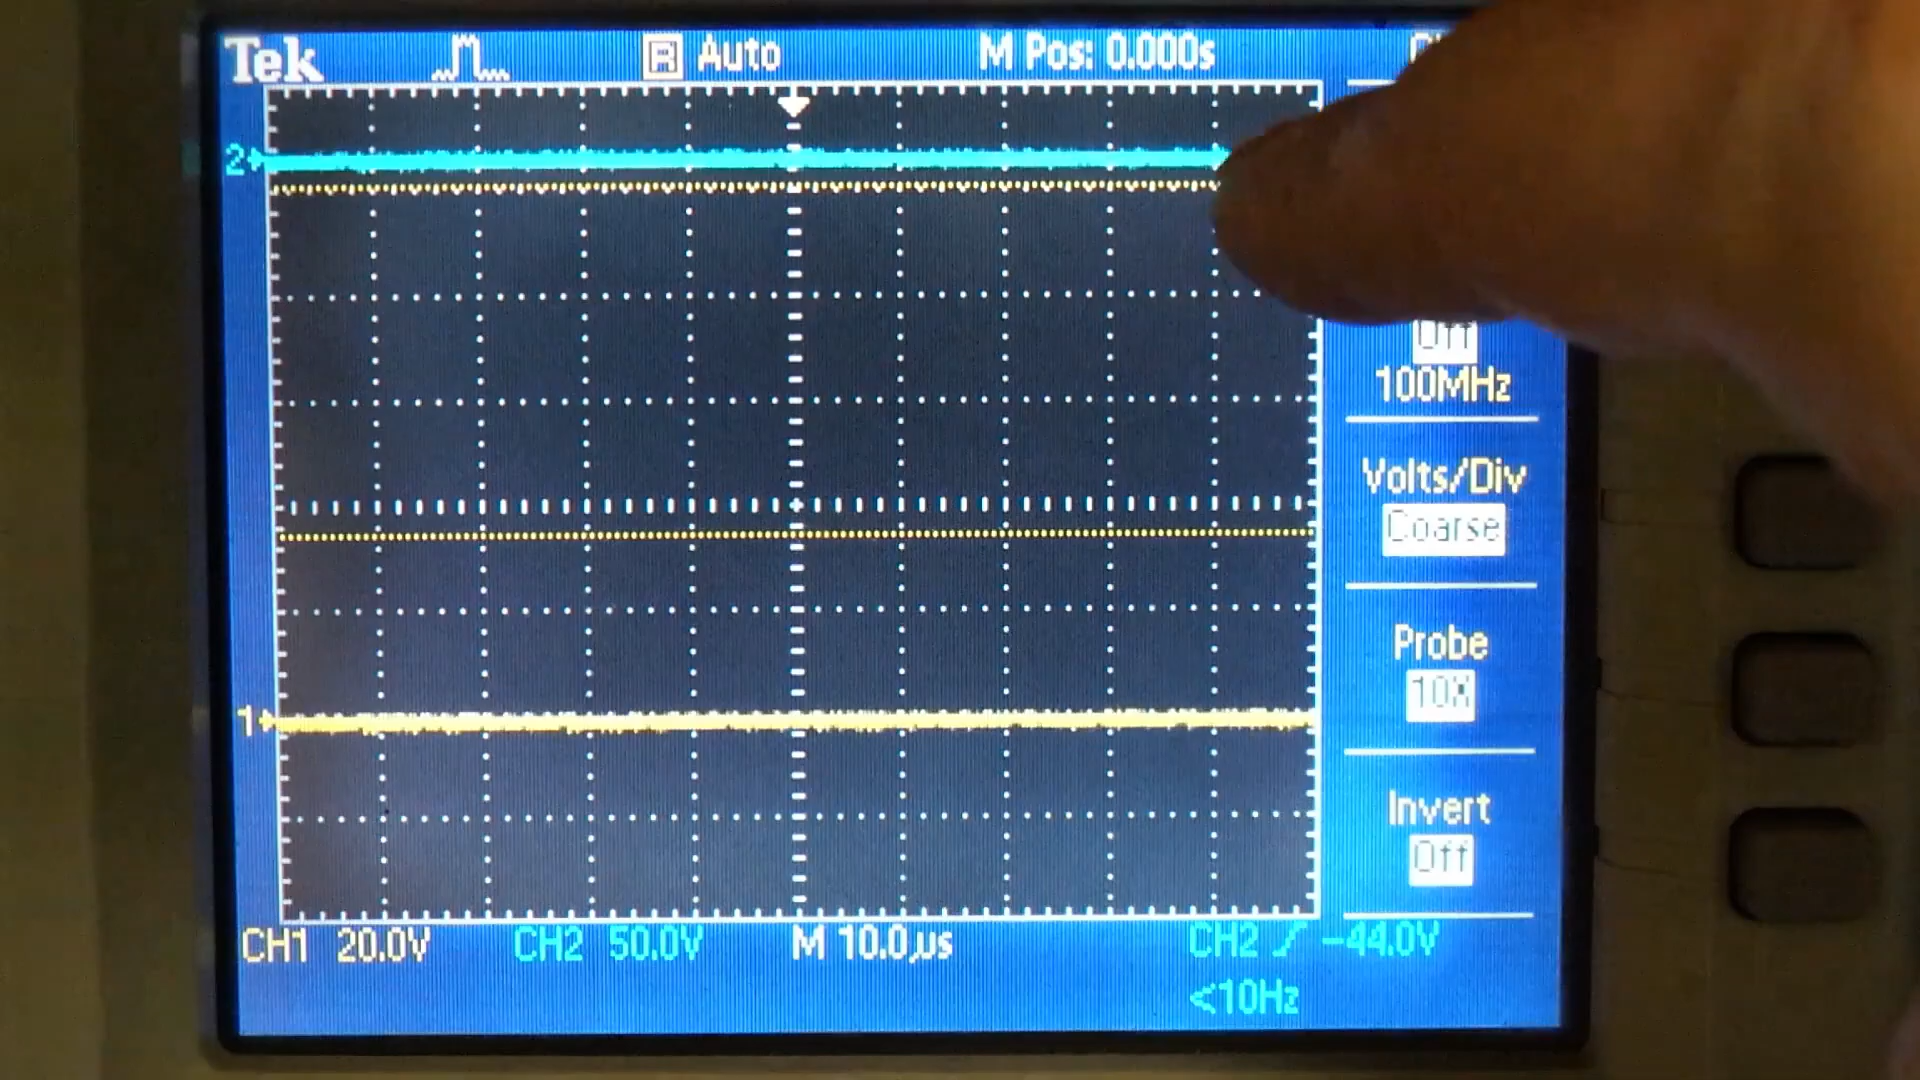 Tek R Auto M Pos: 0.000s
2
Off
100MHz
Volts/Div
Coarse
Probe
10X
1
Invert
Off
CH1 20.0V CH2 50.0V M 10.0µs CH2 -44.0V
<10Hz